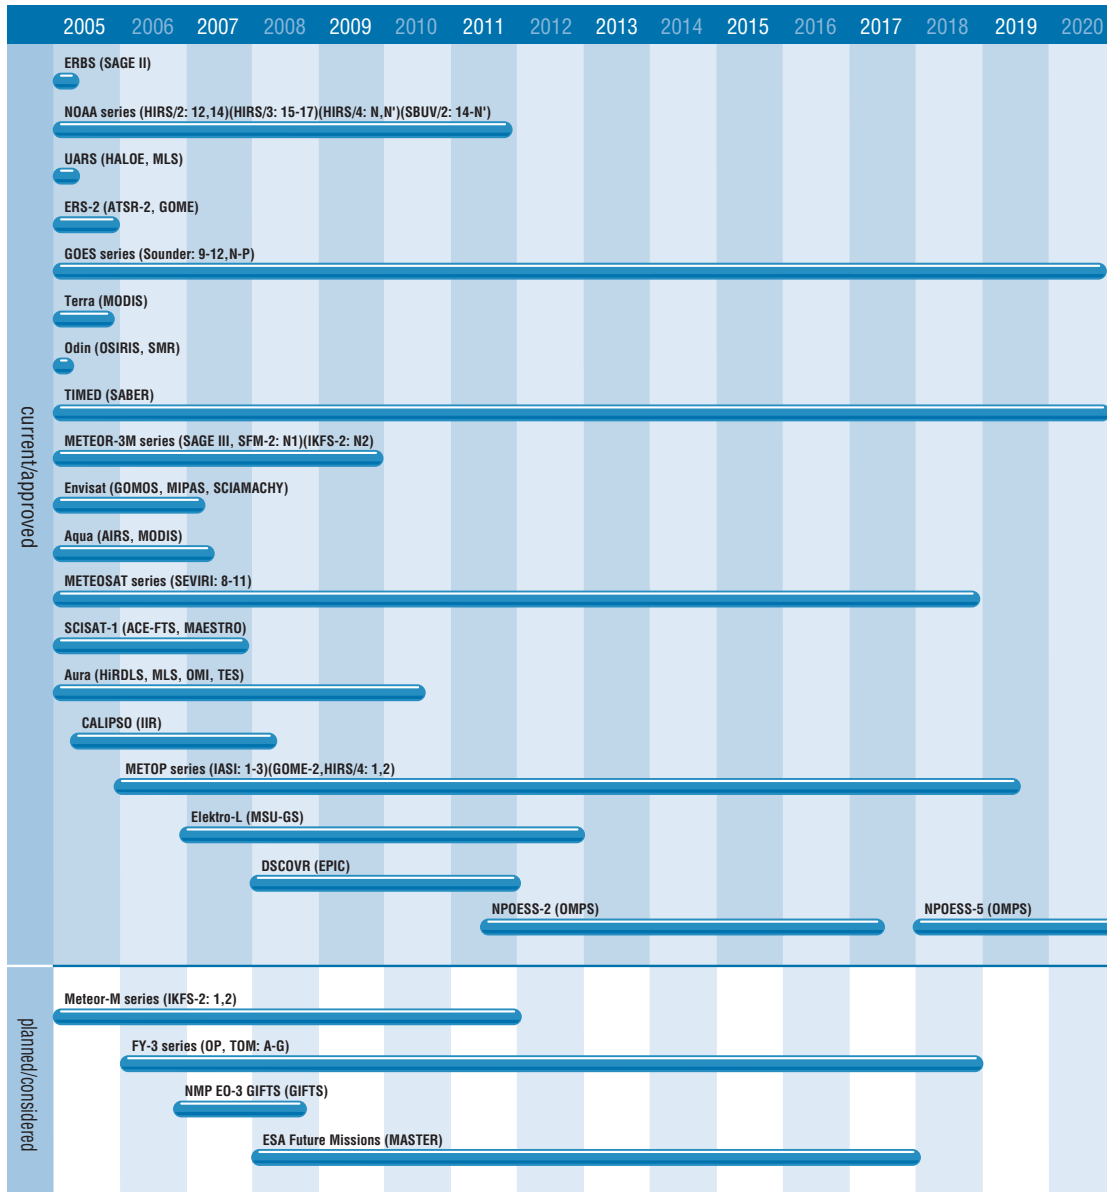 2005 2006 2007 2008 2009 2010 2011 2012 2013 2014 2015 2016 2017 2018 2019 2020
current/approved
ERBS (SAGE II)
NOAA series (HIRS/2: 12,14)(HIRS/3: 15-17)(HIRS/4: N,N')(SBUV/2: 14-N')
UARS (HALOE, MLS)
ERS-2 (ATSR-2, GOME)
GOES series (Sounder: 9-12,N-P)
Terra (MODIS)
Odin (OSIRIS, SMR)
TIMED (SABER)
METEOR-3M series (SAGE III, SFM-2: N1)(IKFS-2: N2)
Envisat (GOMOS, MIPAS, SCIAMACHY)
Aqua (AIRS, MODIS)
METEOSAT series (SEVIRI: 8-11)
SCISAT-1 (ACE-FTS, MAESTRO)
Aura (HiRDLS, MLS, OMI, TES)
CALIPSO (IIR)
METOP series (IASI: 1-3)(GOME-2,HIRS/4: 1,2)
Elektro-L (MSU-GS)
DSCOVR (EPIC)
NPOESS-2 (OMPS) NPOESS-5 (OMPS)
planned/considered
Meteor-M series (IKFS-2: 1,2)
FY-3 series (OP, TOM: A-G)
NMP EO-3 GIFTS (GIFTS)
ESA Future Missions (MASTER)